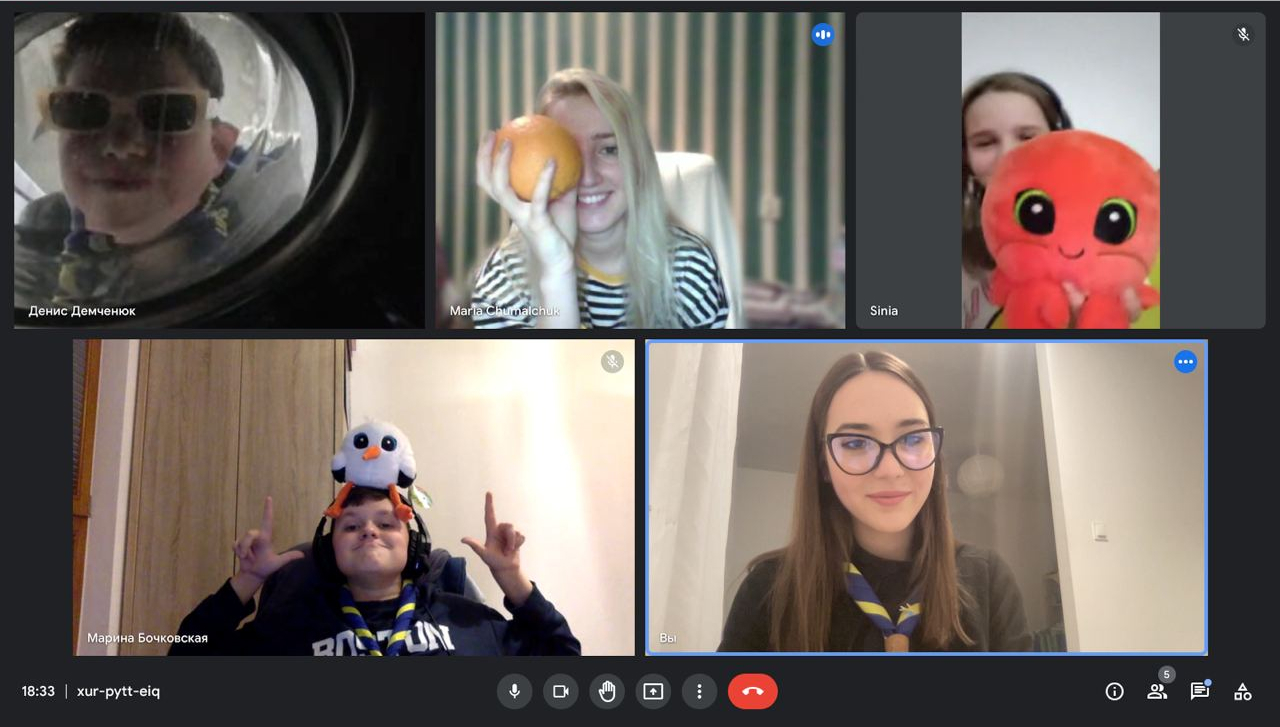 Денис Демченюк
Maria Chumalchuk
Sinia
Марина Бочковская
BOSTON
Вы
18:33 | xur-pytt-eiq
5